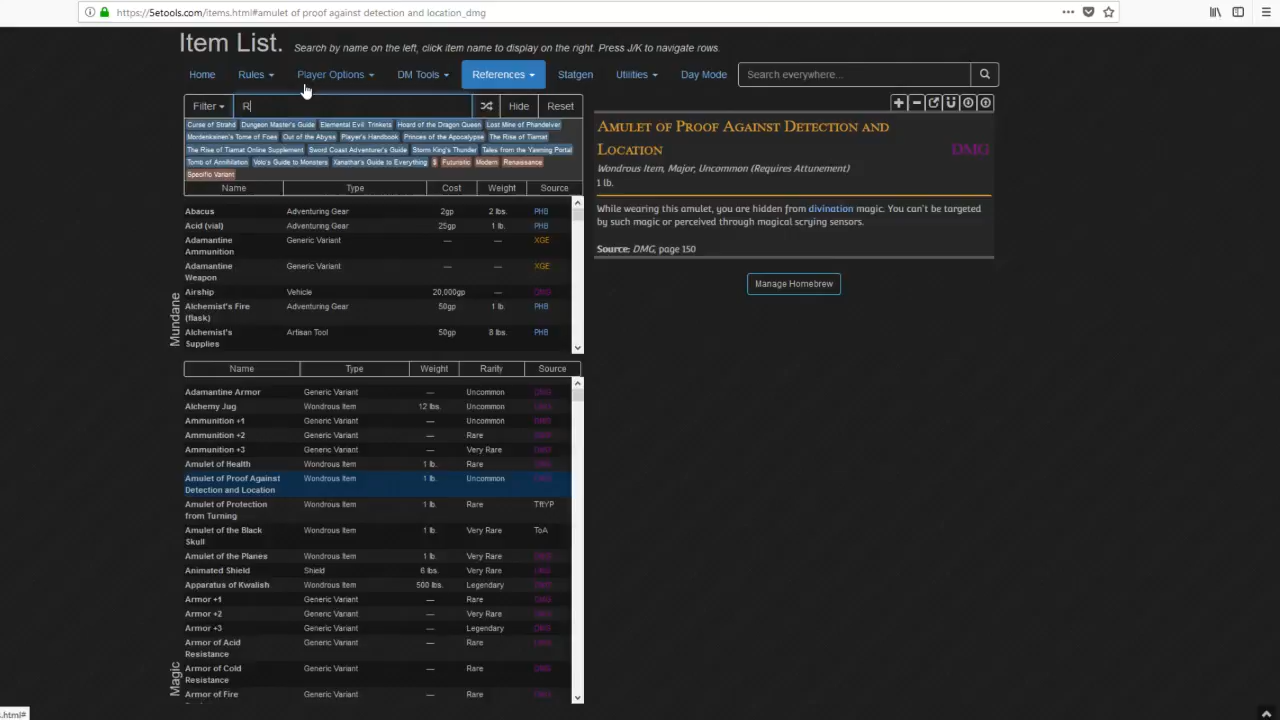 https://5etools.com/items.html#amulet of proof against detection and location_dmg
Item List. Search by name on the left, click item name to display on the right. Press J/K to navigate rows.
Home Rules Player Options DM Tools References Statgen Utilities Day Mode Search everywhere...
Filter R Hide Reset
Curse of Strahd Dungeon Master's Guide Elemental Evil: Trinkets Hoard of the Dragon Queen Lost Mine of Phandelver
Mordenkainen's Tome of Foes Out of the Abyss Player's Handbook Princes of the Apocalypse The Rise of Tiamat
The Rise of Tiamat Online Supplement Sword Coast Adventurer's Guide Storm King's Thunder Tales from the Yawning Portal
Tomb of Annihilation Volo's Guide to Monsters Xanathar's Guide to Everything $ Futuristic Modern Renaissance
Specific Variant
Name Type Cost Weight Source
Abacus Adventuring Gear 2gp 2 lbs. PHB
Acid (vial) Adventuring Gear 25gp 1 lb. PHB
Adamantine Generic Variant — — XGE
Ammunition
Adamantine Generic Variant — — XGE
Weapon
Airship Vehicle 20,000gp — DMG
Alchemist's Fire Adventuring Gear 50gp 1 lb. PHB
(flask)
Alchemist's Artisan Tool 50gp 8 lbs. PHB
Supplies
Mundane
Name Type Weight Rarity Source
Adamantine Armor Generic Variant — Uncommon DMG
Alchemy Jug Wondrous Item 12 lbs. Uncommon DMG
Ammunition +1 Generic Variant — Uncommon DMG
Ammunition +2 Generic Variant — Rare DMG
Ammunition +3 Generic Variant — Very Rare DMG
Amulet of Health Wondrous Item 1 lb. Rare DMG
Amulet of Proof Against Wondrous Item 1 lb. Uncommon DMG
Detection and Location
Amulet of Protection Wondrous Item 1 lb. Rare TftYP
from Turning
Amulet of the Black Wondrous Item 1 lb. Very Rare ToA
Skull
Amulet of the Planes Wondrous Item 1 lb. Very Rare DMG
Animated Shield Shield 6 lbs. Very Rare DMG
Apparatus of Kwalish Wondrous Item 500 lbs. Legendary DMG
Armor +1 Generic Variant — Rare DMG
Armor +2 Generic Variant — Very Rare DMG
Armor +3 Generic Variant — Legendary DMG
Armor of Acid Generic Variant — Rare DMG
Resistance
Armor of Cold Generic Variant — Rare DMG
Resistance
Armor of Fire Generic Variant — Rare DMG
Magic
Amulet of Proof Against Detection and
Location DMG
Wondrous Item, Major, Uncommon (Requires Attunement)
1 lb.
While wearing this amulet, you are hidden from divination magic. You can't be targeted
by such magic or perceived through magical scrying sensors.
Source: DMG, page 150
Manage Homebrew
s.html#